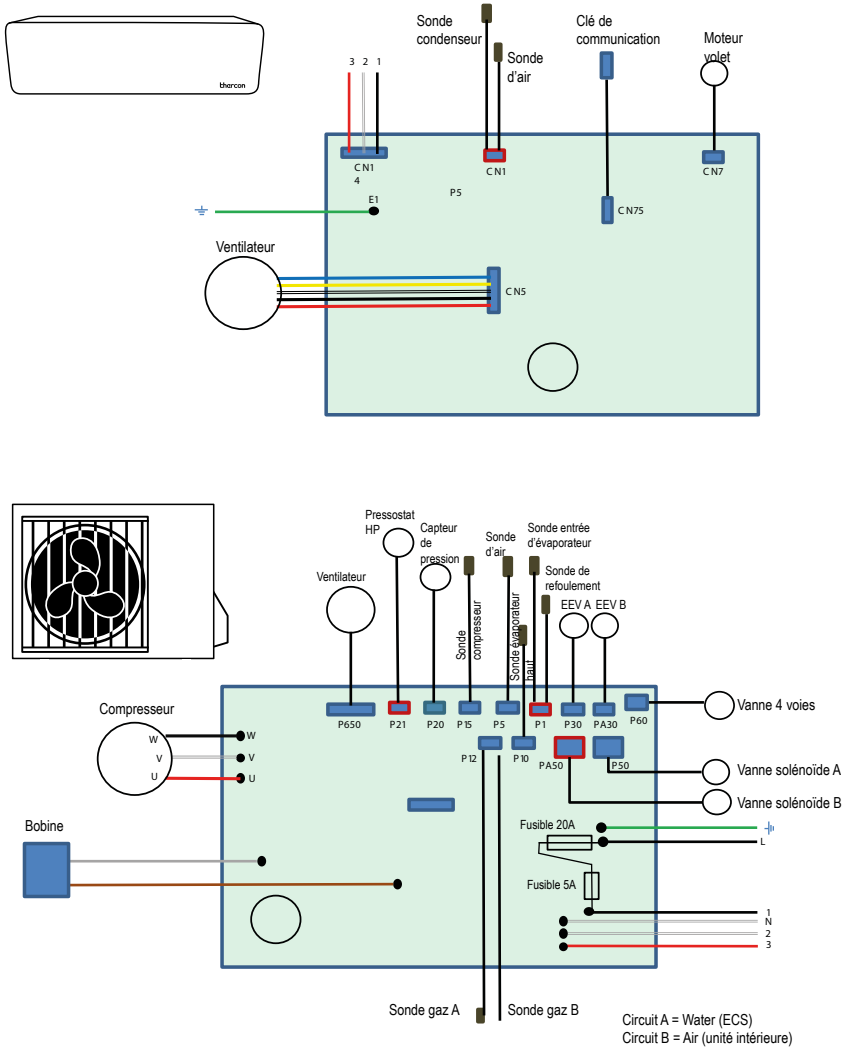 Sonde
condenseur
Sonde
d'air
Clé de
communication
Moteur
volet
3 2 1
tharcon
CN1
4
CN1
CN7
P5
E1
CN75
Ventilateur
CN5
Pressostat
HP
Capteur
de
pression
Sonde
d'air
Sonde entrée
d'évaporateur
Sonde de
refoulement
Ventilateur
Sonde
compresseur
Sonde évaporateur
haut
EEV A EEV B
Compresseur
P650
P21
P20
P15
P5
P1
P30
PA30
P60
Vanne 4 voies
W
W
V
V
U
U
P12
P10
PA50
P50
Vanne solénoïde A
Vanne solénoïde B
Bobine
Fusible 20A
L
Fusible 5A
1
N
2
3
Sonde gaz A
Sonde gaz B
Circuit A = Water (ECS)
Circuit B = Air (unité intérieure)